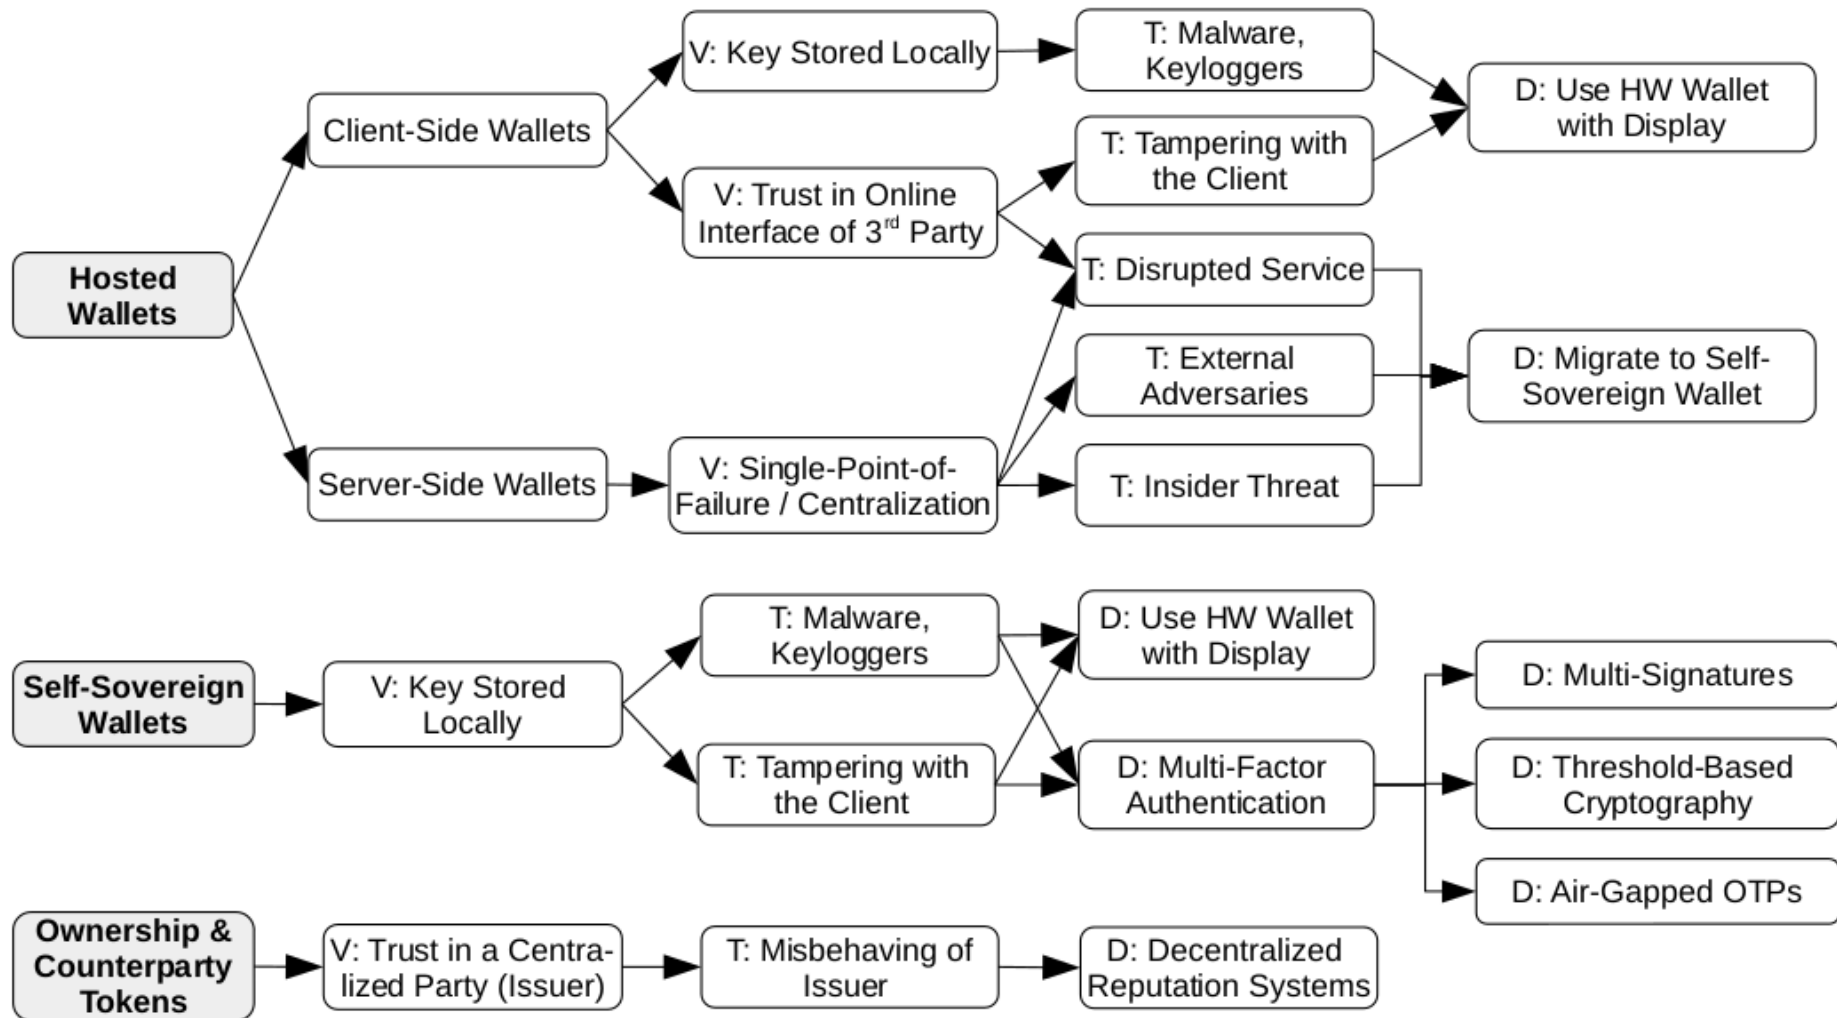 Hosted
Wallets
Client-Side Wallets
Server-Side Wallets
V: Key Stored Locally
V: Trust in Online
Interface of 3rd Party
V: Single-Point-of-
Failure / Centralization
T: Malware,
Keyloggers
T: Tampering with
the Client
T: Disrupted Service
T: External
Adversaries
T: Insider Threat
D: Use HW Wallet
with Display
D: Migrate to Self-
Sovereign Wallet
Self-Sovereign
Wallets
V: Key Stored
Locally
T: Malware,
Keyloggers
T: Tampering with
the Client
D: Use HW Wallet
with Display
D: Multi-Factor
Authentication
D: Multi-Signatures
D: Threshold-Based
Cryptography
D: Air-Gapped OTPs
Ownership &
Counterparty
Tokens
V: Trust in a Centra-
lized Party (Issuer)
T: Misbehaving of
Issuer
D: Decentralized
Reputation Systems